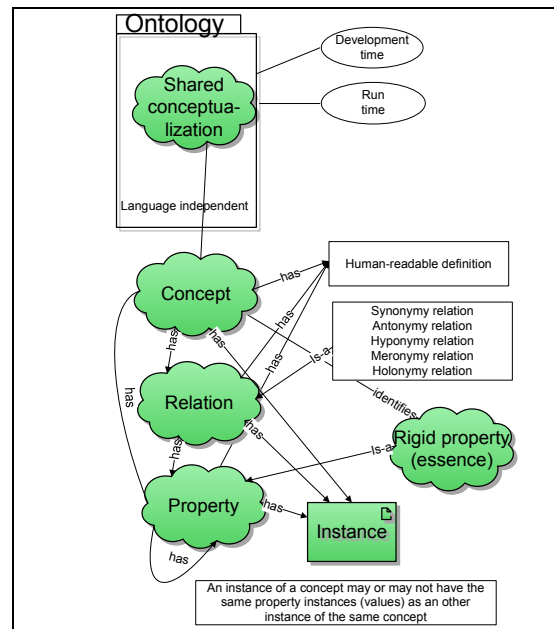 Ontology
Development
time
Shared
conceptua-
lization
Run
time
Language independent
has
Human-readable definition
Concept
has
Synonymy relation
Antonymy relation
Hyponymy relation
Meronymy relation
Holonymy relation
has
has
Is-a
has
has
Relation
identifies
has
has
Is-a
Rigid property
(essence)
Property
has
Instance
has
An instance of a concept may or may not have the
same property instances (values) as an other
instance of the same concept